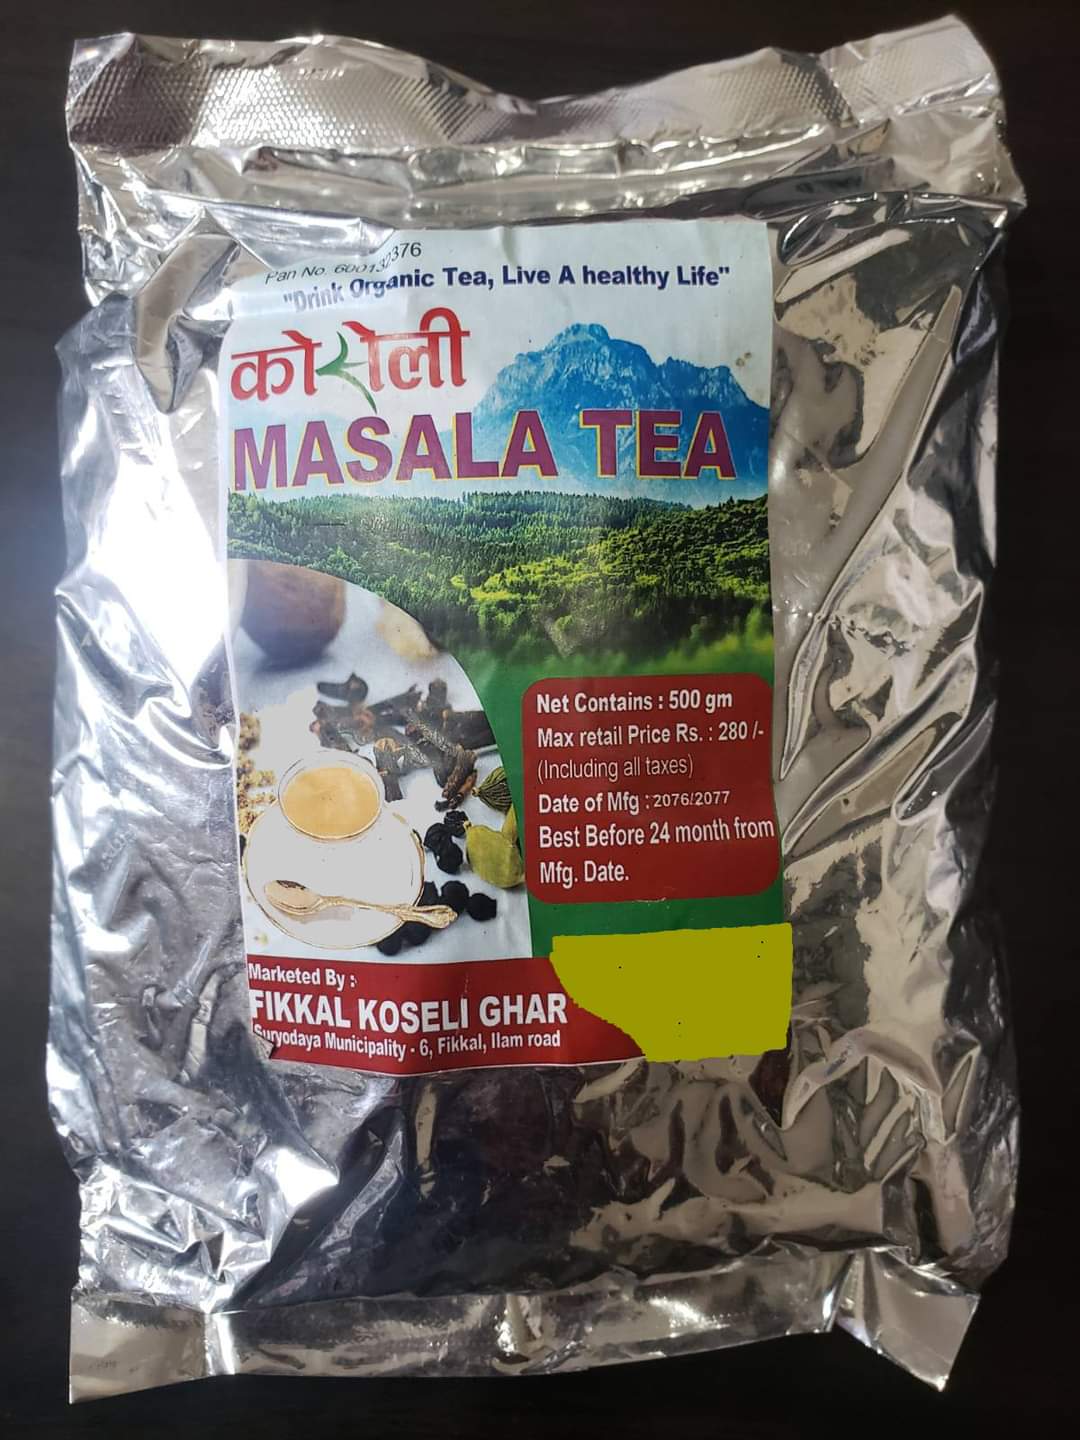 Pan No. 600132376
"Drink Organic Tea, Live A healthy Life"
कोसेली
MASALA TEA
Net Contains : 500 gm
Max retail Price Rs. : 280 /-
(Including all taxes)
Date of Mfg : 2076/2077
Best Before 24 month from
Mfg. Date.
Marketed By :
FIKKAL KOSELI GHAR
Suryodaya Municipality - 6, Fikkal, Ilam road